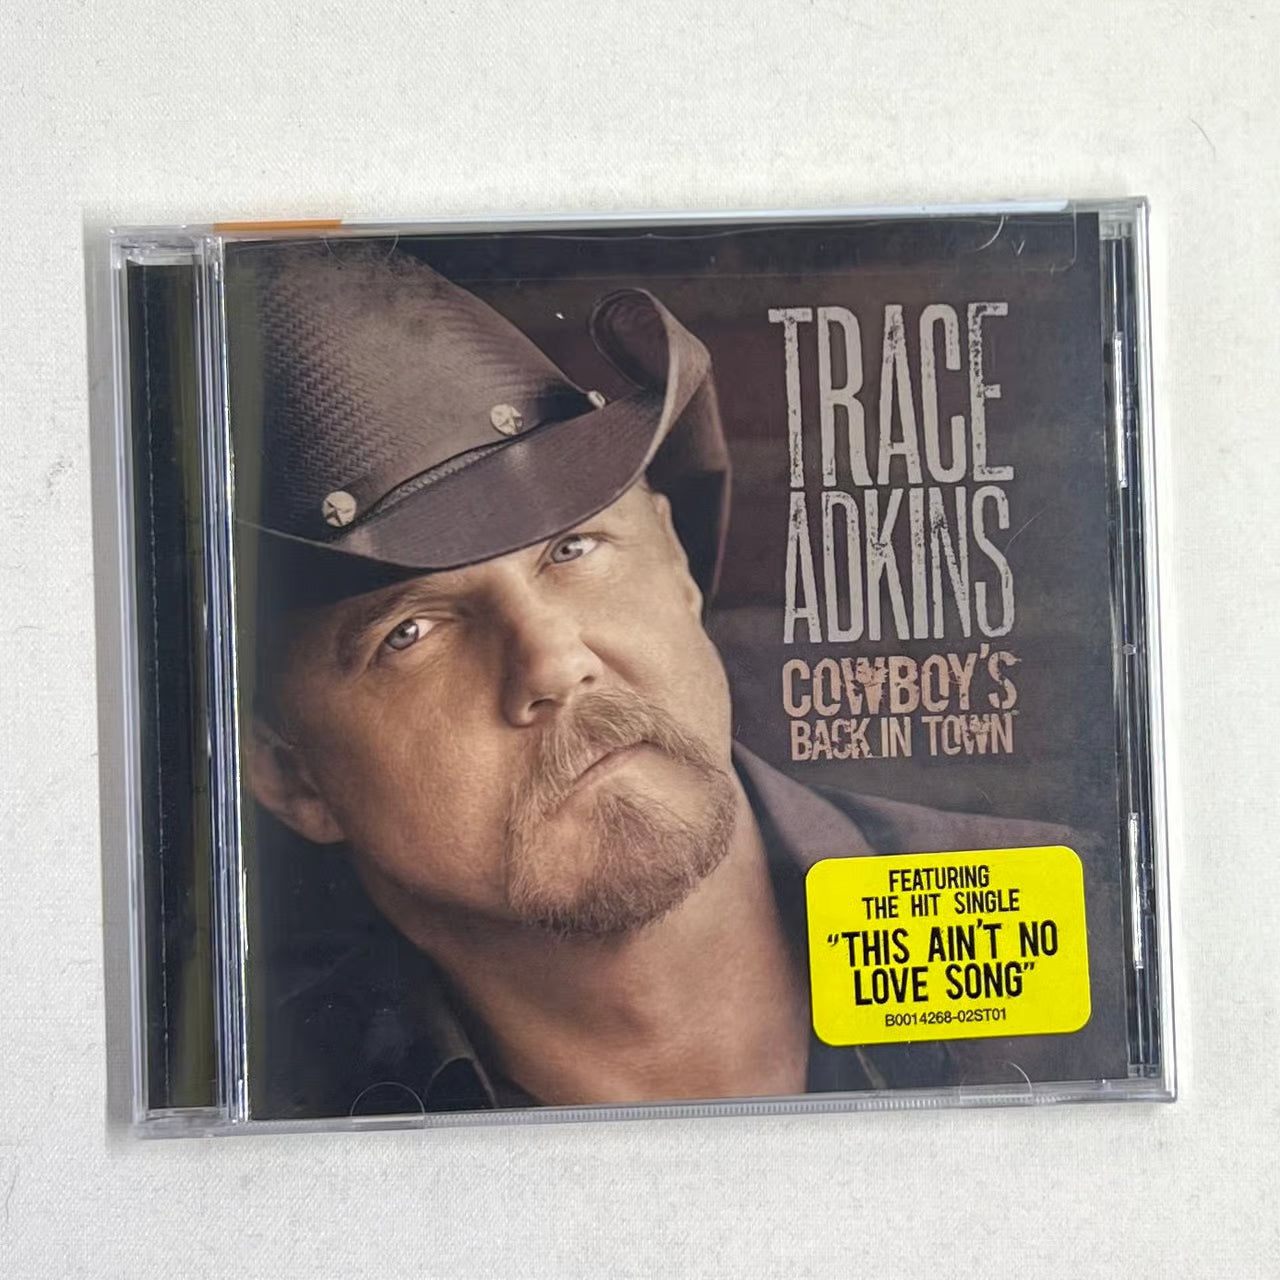 TRACE
ADKINS
COWBOY'S
BACK IN TOWN
FEATURING
THE HIT SINGLE
"THIS AIN'T NO
LOVE SONG"
B0014268-02ST01